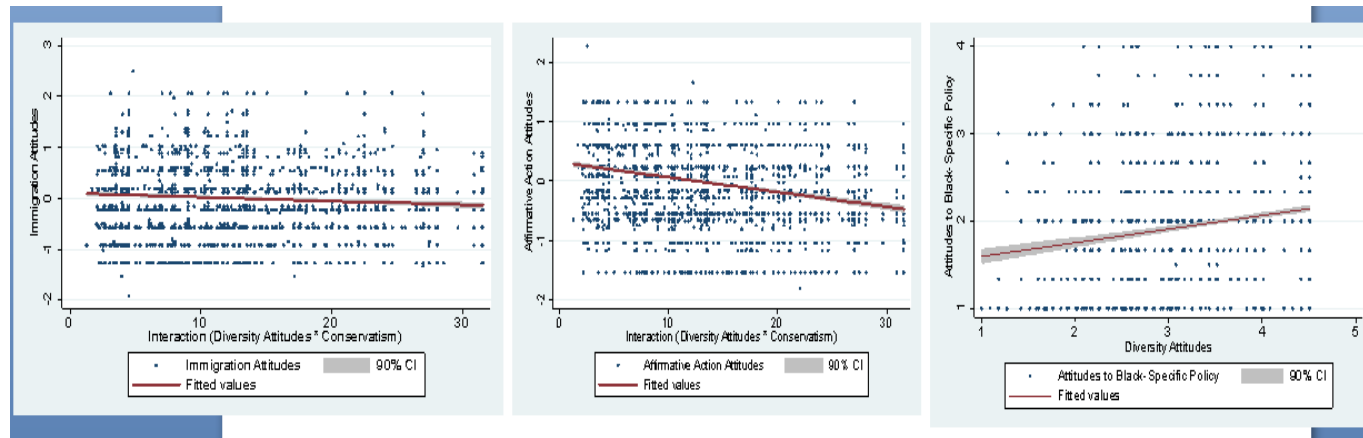 3
2
1
0
-1
-2
Immigration Attitudes
0 10 20 30
Interaction (Diversity Attitudes * Conservatism)
Immigration Attitudes 90% CI
Fitted values
2
1
0
-1
-2
Affirmative Action Attitudes
0 10 20 30
Interaction (Diversity Attitudes * Conservatism)
Affirmative Action Attitudes 90% CI
Fitted values
4
3
2
1
Attitudes to Black-Specific Policy
1 2 3 4 5
Diversity Attitudes
Attitudes to Black-Specific Policy 90% CI
Fitted values